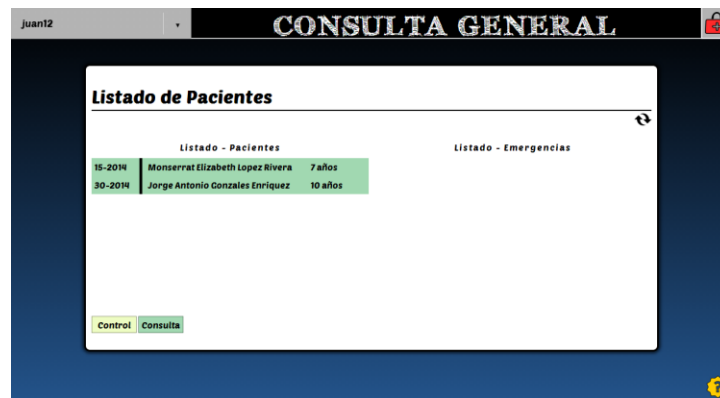 juan12
CONSULTA GENERAL
Listado de Pacientes
Listado - Pacientes
Listado - Emergencias
15-2014 Monserrat Elizabeth Lopez Rivera 7 años
30-2014 Jorge Antonio Gonzales Enriquez 10 años
Control Consulta
?